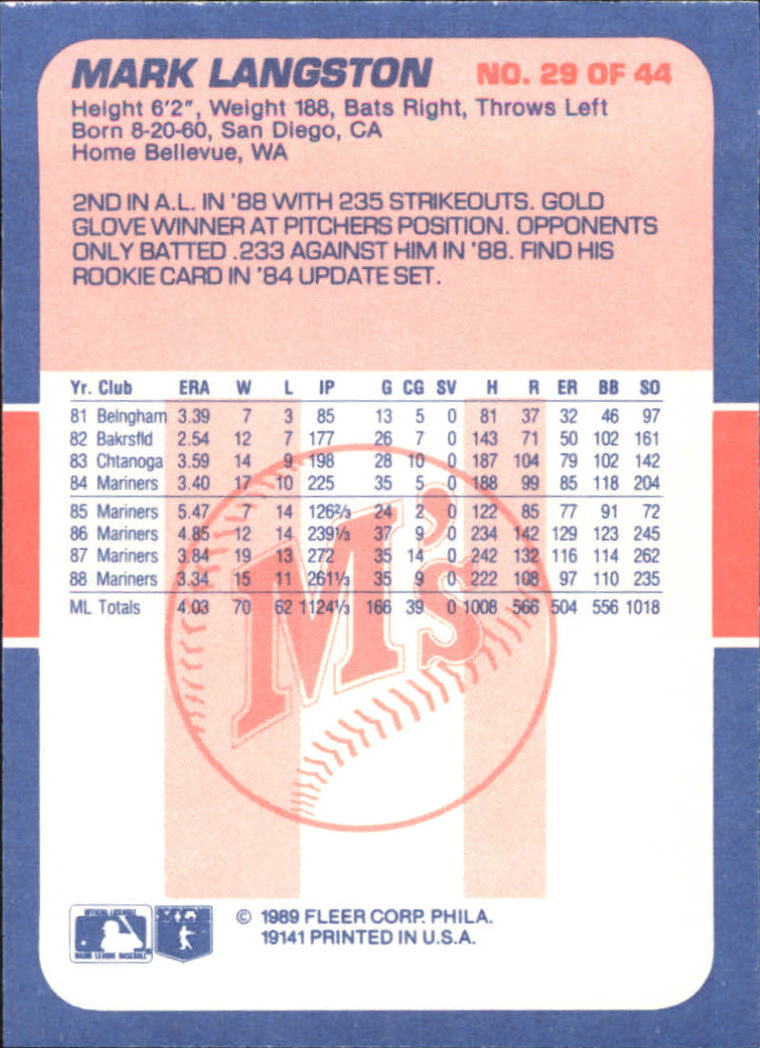 MARK LANGSTON NO. 29 OF 44
Height 6'2", Weight 188, Bats Right, Throws Left
Born 8-20-60, San Diego, CA
Home Bellevue, WA
2ND IN A.L. IN '88 WITH 235 STRIKEOUTS. GOLD
GLOVE WINNER AT PITCHERS POSITION. OPPONENTS
ONLY BATTED .233 AGAINST HIM IN '88. FIND HIS
ROOKIE CARD IN '84 UPDATE SET.
Yr. Club ERA W L IP G CG SV H R ER BB SO
81 Belngham 3.39 7 3 85 13 5 0 81 37 32 46 97
82 Bakrsfld 2.54 12 7 177 26 7 0 143 71 50 102 161
83 Chtanoga 3.59 14 9 198 28 10 0 187 104 79 102 142
84 Mariners 3.40 17 10 225 35 5 0 188 99 85 118 204
85 Mariners 5.47 7 14 126⅔ 24 2 0 122 85 77 91 72
86 Mariners 4.85 12 14 239⅓ 37 9 0 234 142 129 123 245
87 Mariners 3.84 19 13 272 35 14 0 242 132 116 114 262
88 Mariners 3.34 15 11 261⅓ 35 9 0 222 108 97 110 235
ML Totals 4.03 70 62 1124⅓ 166 39 0 1008 566 504 556 1018
M's
OFFICIAL LICENSEE
MAJOR LEAGUE BASEBALL
© 1989 FLEER CORP. PHILA.
19141 PRINTED IN U.S.A.